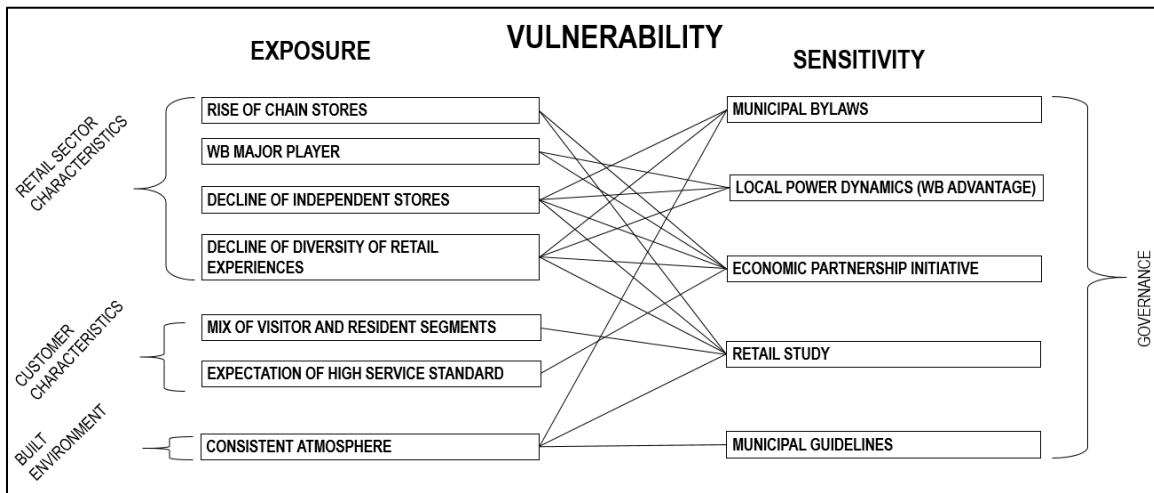 VULNERABILITY
EXPOSURE
SENSITIVITY
RETAIL SECTOR
CHARACTERISTICS
RISE OF CHAIN STORES
WB MAJOR PLAYER
DECLINE OF INDEPENDENT STORES
DECLINE OF DIVERSITY OF RETAIL
EXPERIENCES
CUSTOMER
CHARACTERISTICS
MIX OF VISITOR AND RESIDENT SEGMENTS
EXPECTATION OF HIGH SERVICE STANDARD
BUILT
ENVIRONMENT
CONSISTENT ATMOSPHERE
MUNICIPAL BYLAWS
LOCAL POWER DYNAMICS (WB ADVANTAGE)
ECONOMIC PARTNERSHIP INITIATIVE
RETAIL STUDY
MUNICIPAL GUIDELINES
GOVERNANCE